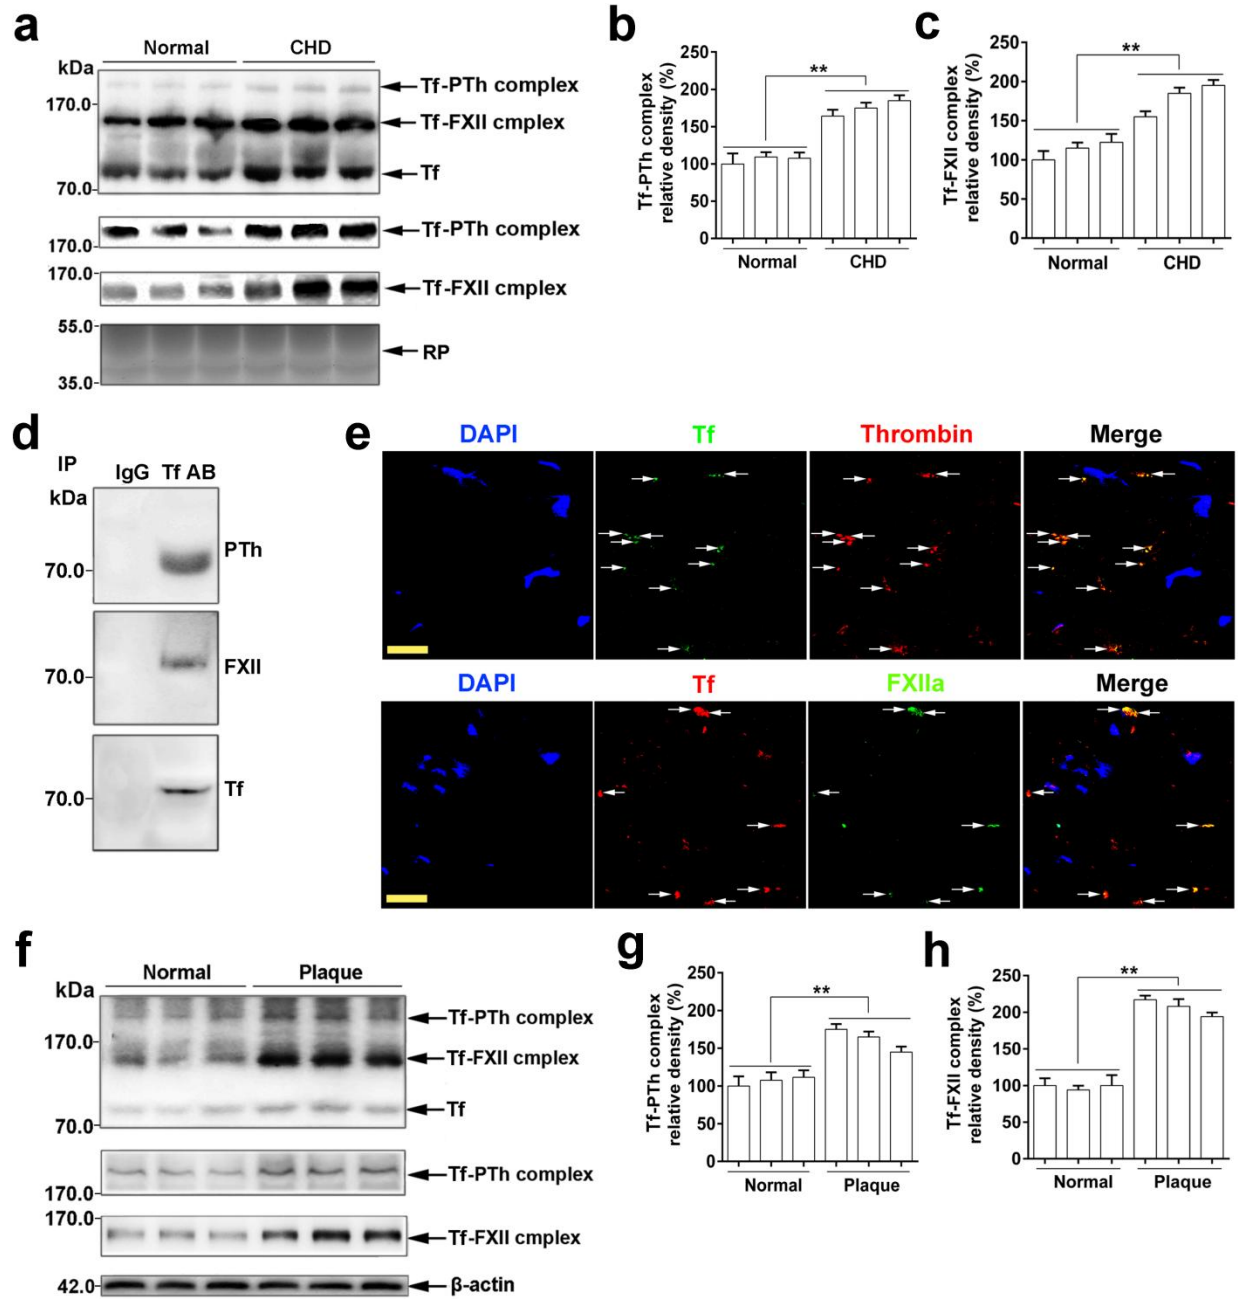 a
Normal CHD
kDa
170.0
70.0
Tf-PTh complex
Tf-FXII cmplex
Tf
170.0
Tf-PTh complex
170.0
Tf-FXII cmplex
55.0
35.0
RP
b
Tf-PTh complex
relative density (%)
250
200
150
100
50
0
**
Normal CHD
c
Tf-FXII complex
relative density (%)
250
200
150
100
50
0
**
Normal CHD
d
IP IgG Tf AB
kDa
70.0
PTh
70.0
FXII
70.0
Tf
e
DAPI Tf Thrombin Merge
DAPI Tf FXIIa Merge
f
Normal Plaque
kDa
170.0
70.0
Tf-PTh complex
Tf-FXII cmplex
Tf
170.0
Tf-PTh complex
170.0
Tf-FXII cmplex
42.0
β-actin
g
Tf-PTh complex
relative density (%)
250
200
150
100
50
0
**
Normal Plaque
h
Tf-FXII complex
relative density (%)
250
200
150
100
50
0
**
Normal Plaque